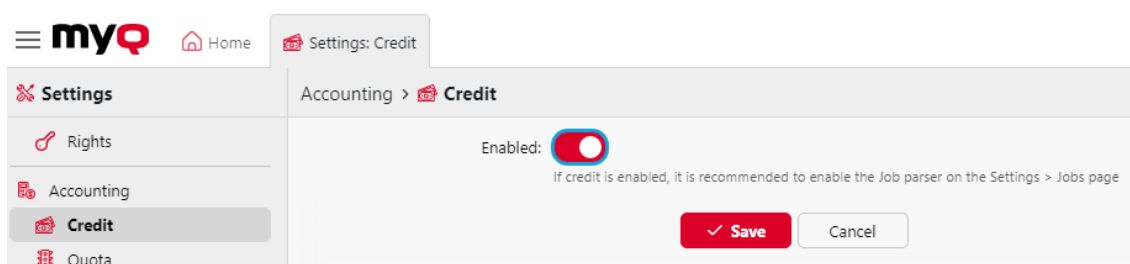 myQ
Home
Settings: Credit
Settings
Accounting > Credit
Rights
Enabled:
If credit is enabled, it is recommended to enable the Job parser on the Settings > Jobs page
Accounting
Credit
Save
Cancel
Quota